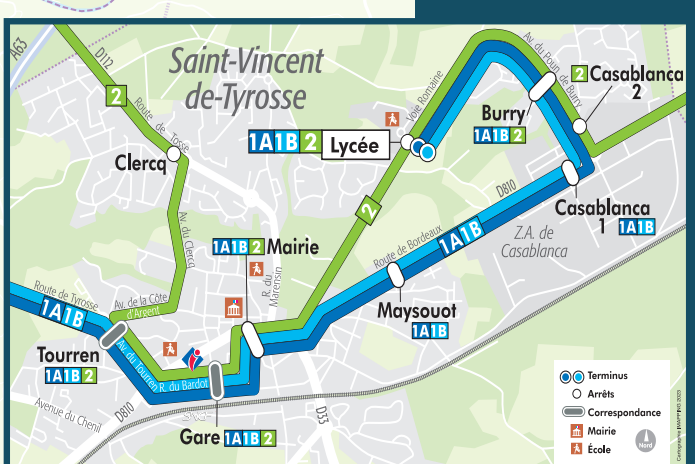 A63
D112
Saint-Vincent
de-Tyrosse
2
Route de Tosse
Clercq
Av. du Clercq
Voie Romaine
Av. du Poun de Burry
2 Casablanca
2
Burry
1A 1B 2
1A 1B 2 Lycée
2
D810
Casablanca
1 1A 1B
Z.A. de
Casablanca
1A 1B
Route de Bordeaux
1A 1B 2 Mairie
R. du
Marensin
Maysouot
1A 1B
Route de Tyrosse
1A 1B
Av. de la Côte
d'Argent
Tourren
1A 1B 2
Av. du Tourren
R. du Bardot
Avenue du Chenil
D810
D33
Gare 1A 1B 2
Terminus
Arrêts
Correspondance
Mairie
École
Nord